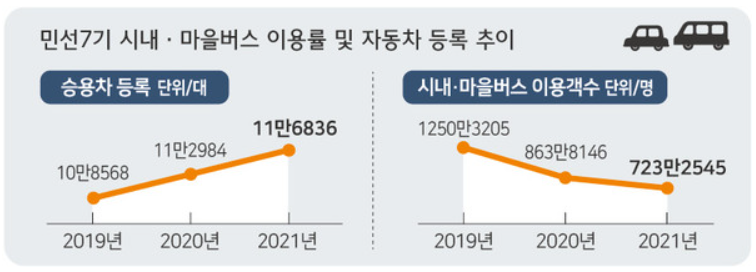 민선7기 시내 · 마을버스 이용률 및 자동차 등록 추이
승용차 등록 단위/대
10만8568
11만2984
11만6836
2019년
2020년
2021년
시내·마을버스 이용객수 단위/명
1250만3205
863만8146
723만2545
2019년
2020년
2021년